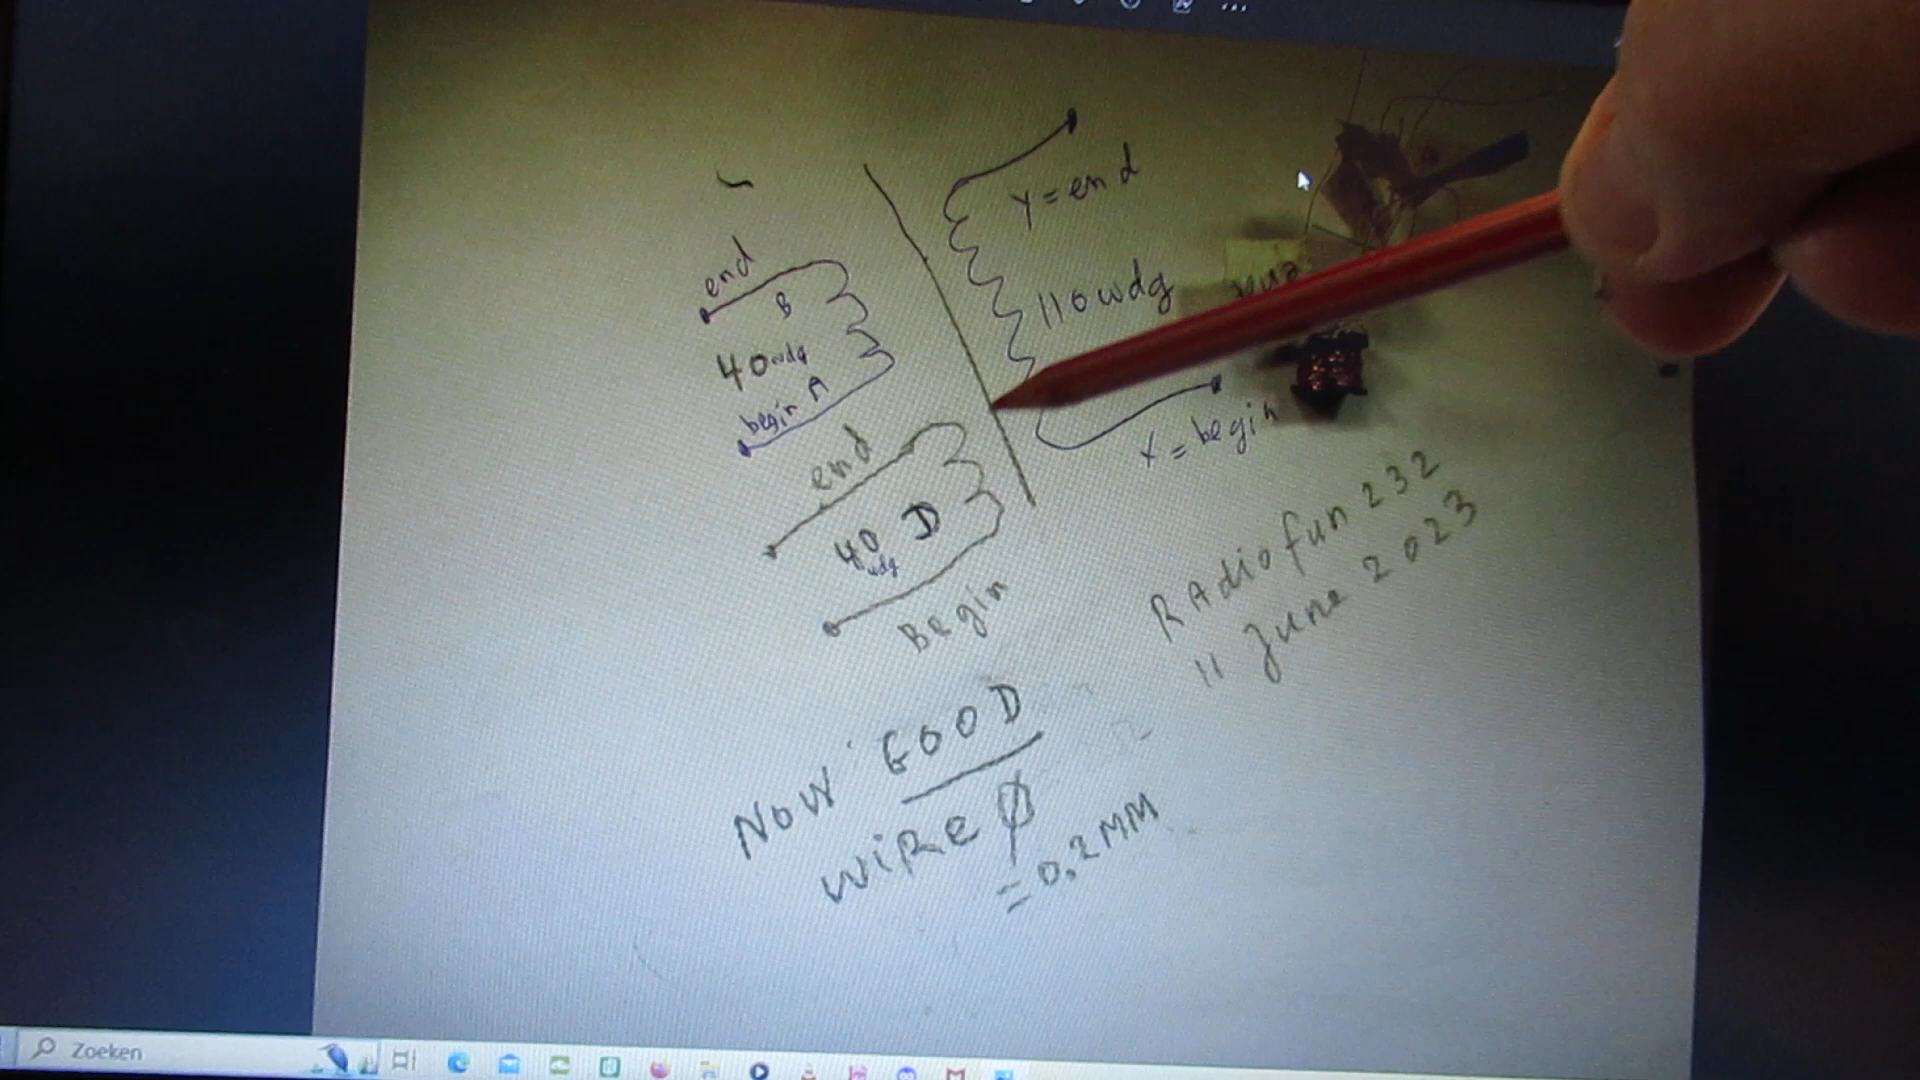 Y = end
end
B
110 wdg
40 wdg
begin A
X = begin
end
40 D
wdg
Begin
RAdiofun 232
11 June 2023
NOW GOOD
WiRe Ø
= 0,2 MM
Zoeken